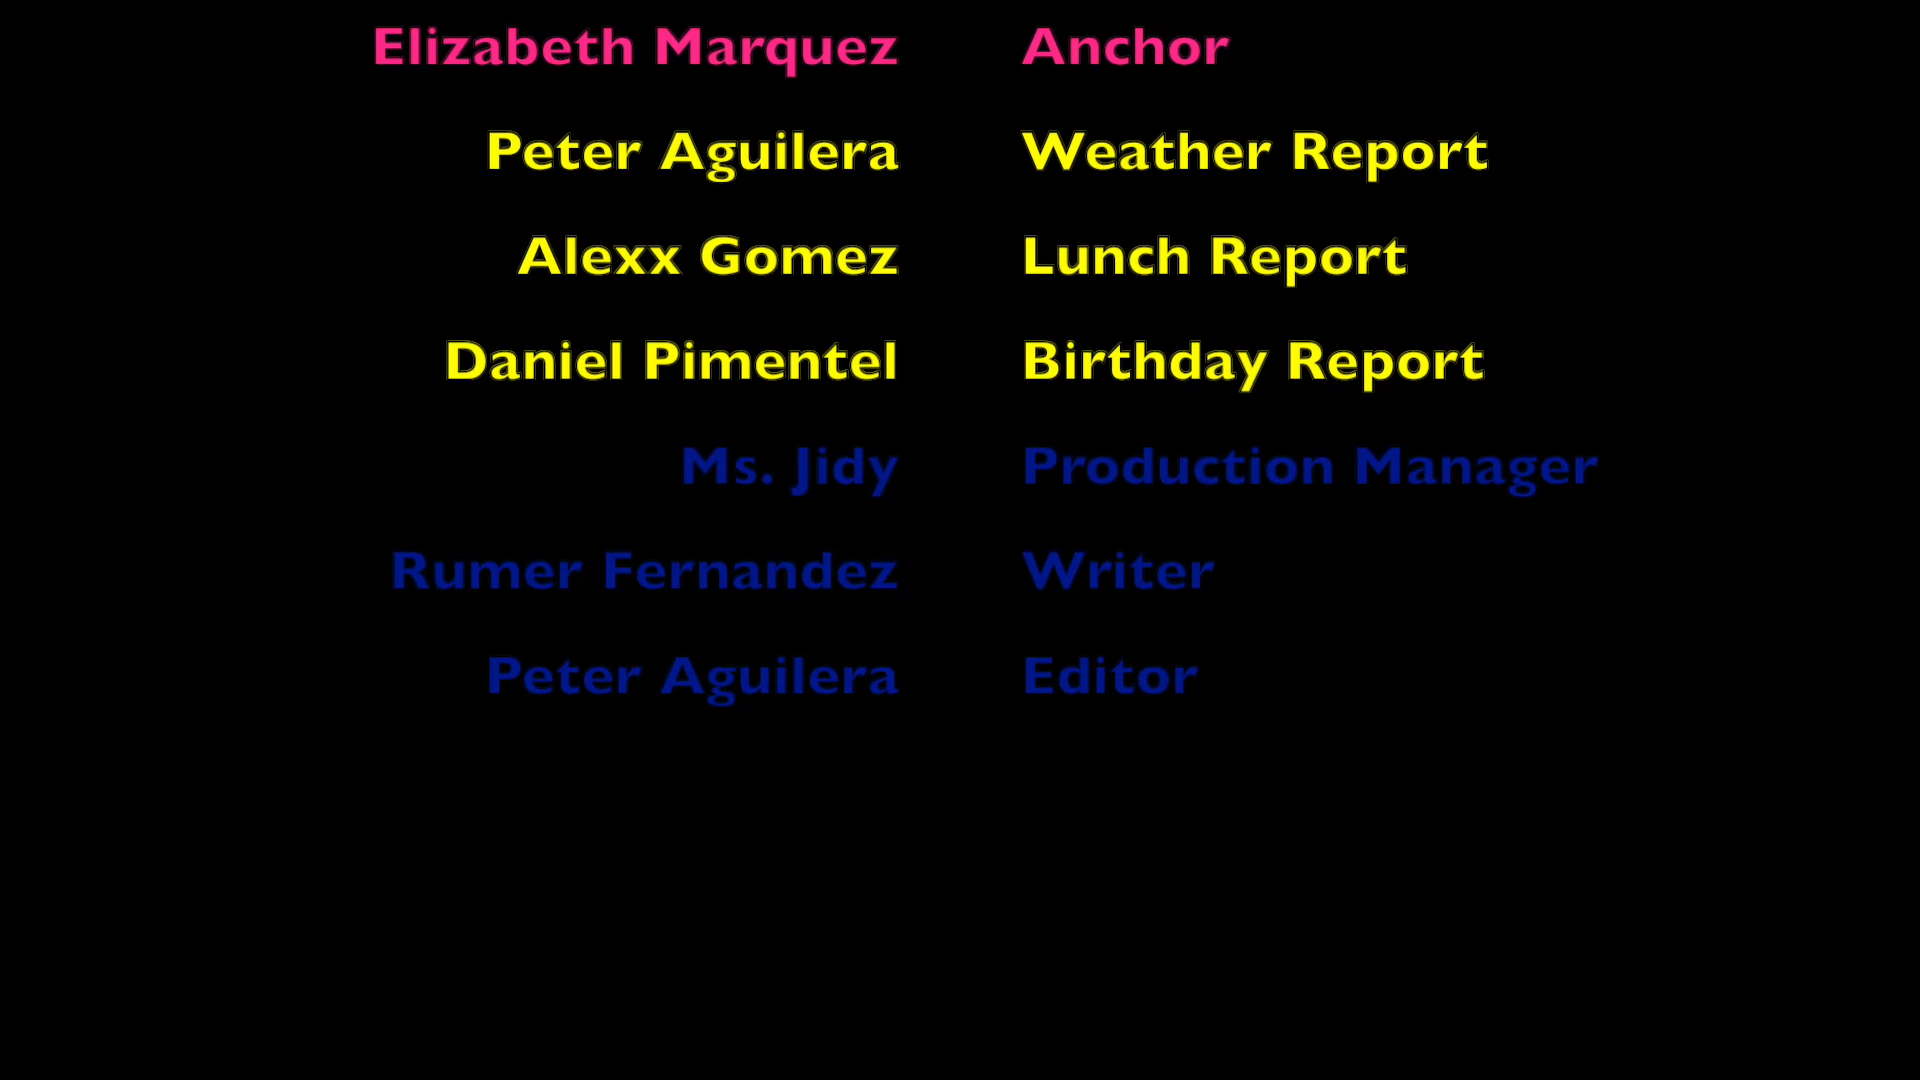 Elizabeth Marquez Anchor
Peter Aguilera Weather Report
Alexx Gomez Lunch Report
Daniel Pimentel Birthday Report
Ms. Jidy Production Manager
Rumer Fernandez Writer
Peter Aguilera Editor